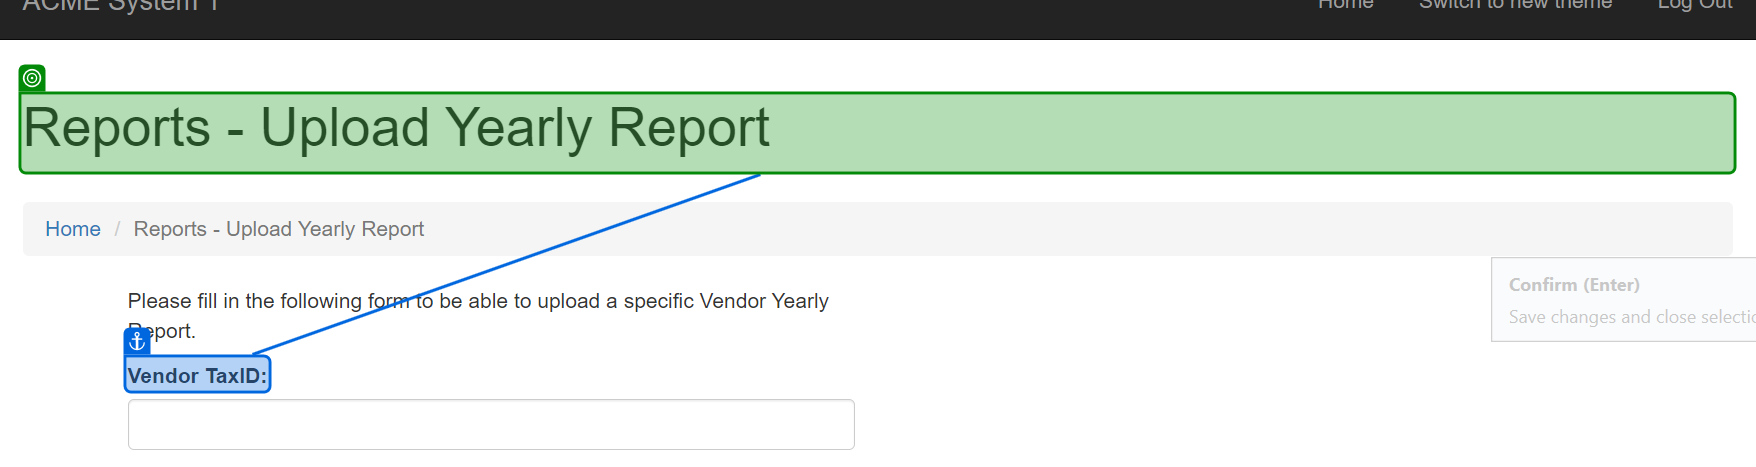 ACME System 1
Home Switch to new theme Log Out
Reports - Upload Yearly Report
Home / Reports - Upload Yearly Report
Confirm (Enter)
Save changes and close
Please fill in the following form to be able to upload a specific Vendor Yearly
Report.
Vendor TaxID: